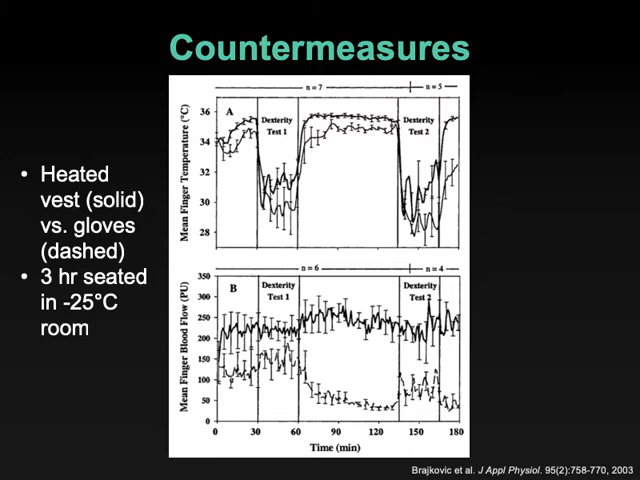 Countermeasures
• Heated
vest (solid)
vs. gloves
(dashed)
• 3 hr seated
in -25°C
room
n = 7
n = 5
A
Dexterity
Test 1
Dexterity
Test 2
Mean Finger Temperature (°C)
36
34
32
30
28
n = 6
n = 4
B
Dexterity
Test 1
Dexterity
Test 2
Mean Finger Blood Flow (PU)
350
300
250
200
150
100
50
0
0 30 60 90 120 150 180
Time (min)
Brajkovic et al. J Appl Physiol. 95(2):758-770, 2003